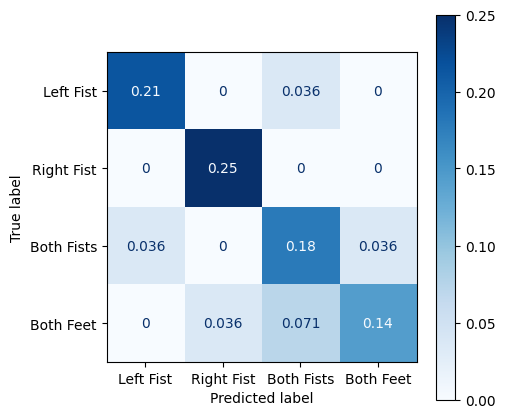 True label
Left Fist 0.21 0 0.036 0
Right Fist 0 0.25 0 0
Both Fists 0.036 0 0.18 0.036
Both Feet 0 0.036 0.071 0.14
Left Fist Right Fist Both Fists Both Feet
Predicted label
0.25
0.20
0.15
0.10
0.05
0.00